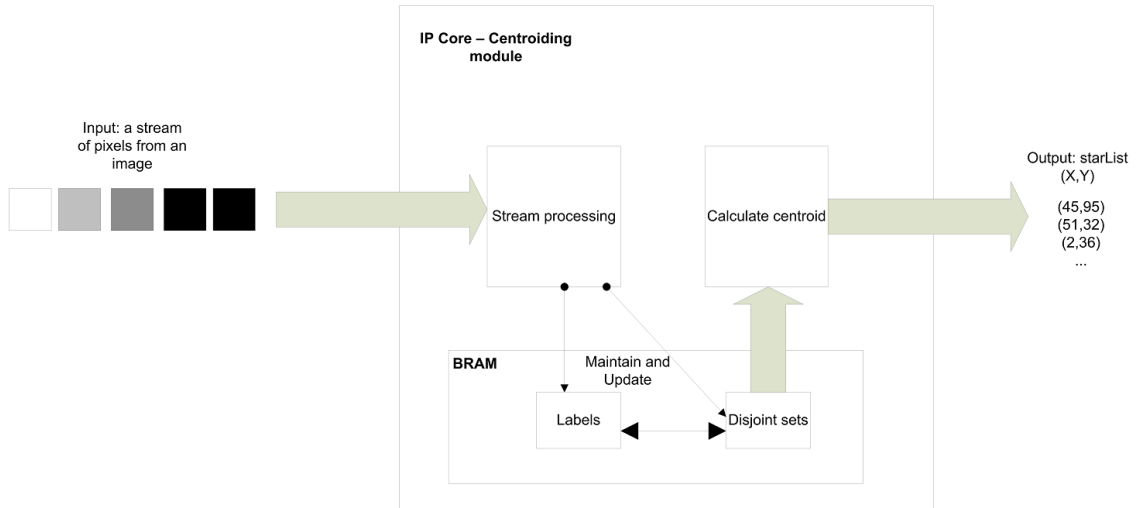 IP Core – Centroiding
module
Input: a stream
of pixels from an
image
Stream processing
Calculate centroid
Output: starList
(X,Y)
(45,95)
(51,32)
(2,36)
...
BRAM
Maintain and
Update
Labels
Disjoint sets